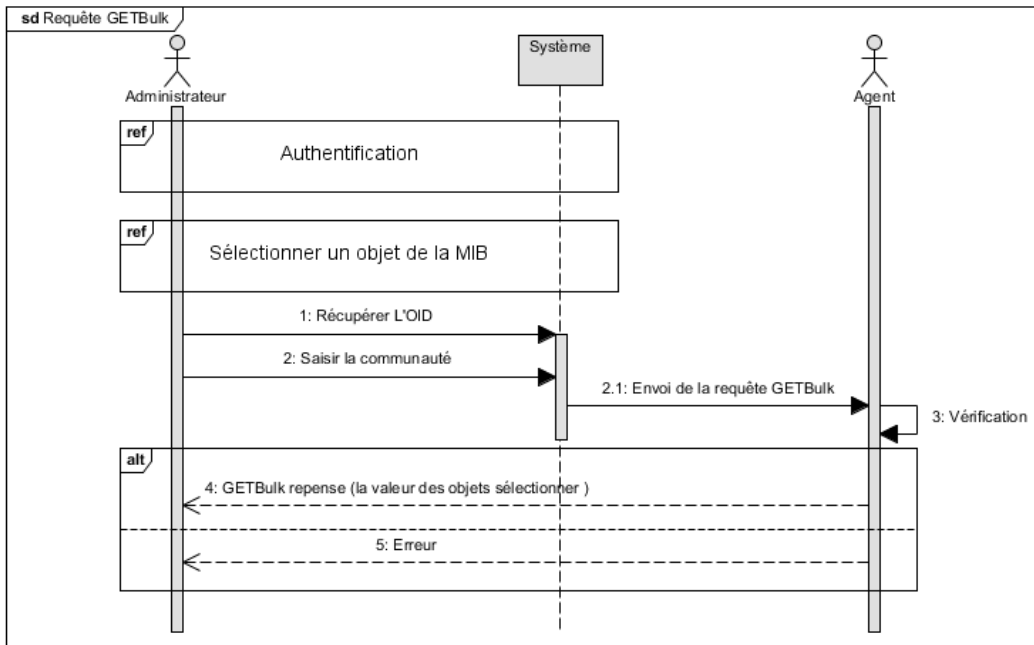 sd Requête GETBulk
Système
Administrateur
Agent
ref
Authentification
ref
Sélectionner un objet de la MIB
1: Récupérer L'OID
2: Saisir la communauté
2.1: Envoi de la requête GETBulk
3: Vérification
alt
4: GETBulk repense (la valeur des objets sélectionner )
5: Erreur